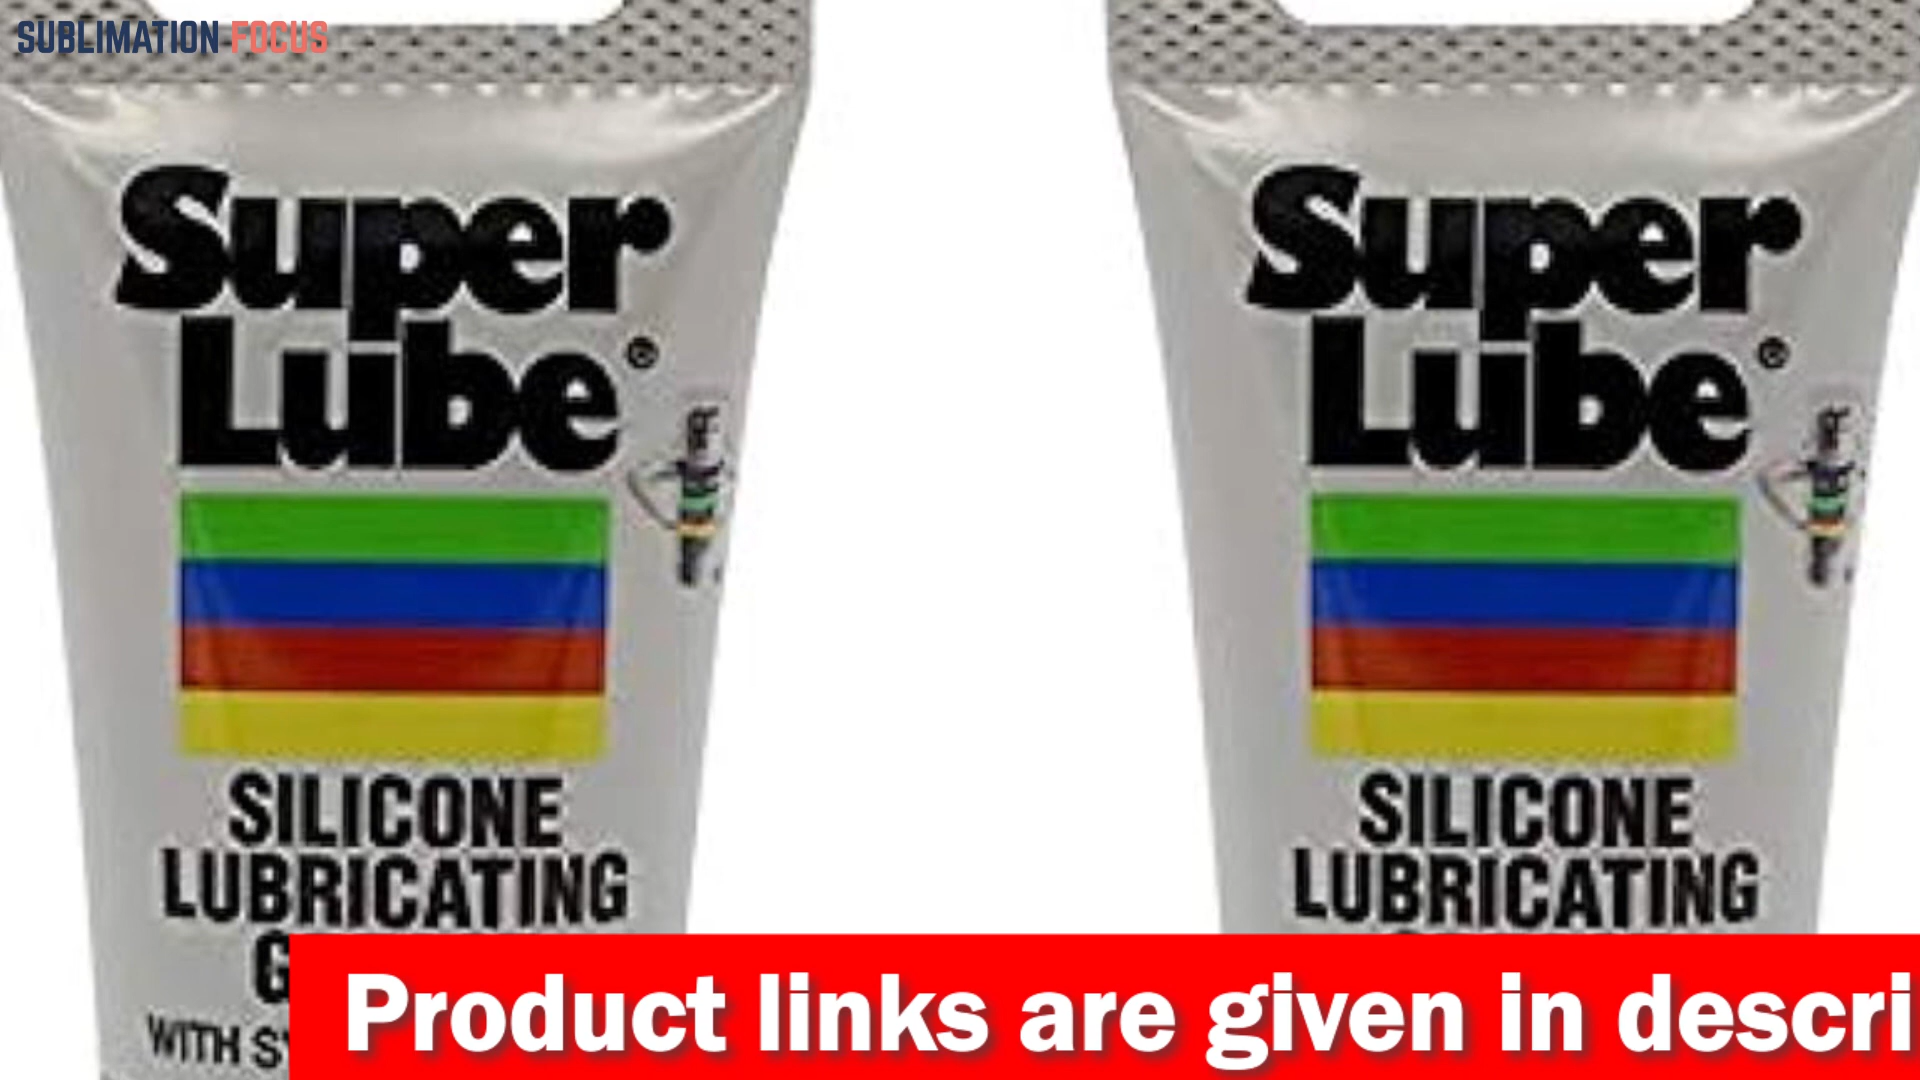 SUBLIMATION FOCUS
Super
Lube®
SILICONE
LUBRICATING
WITH
Super
Lube®
SILICONE
LUBRICATING
Product links are given in descri